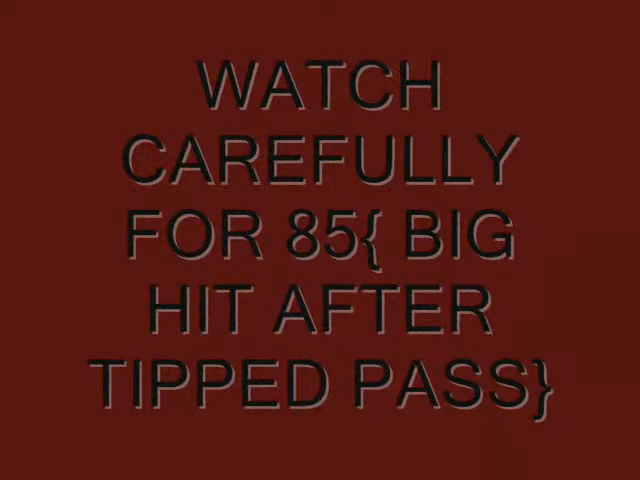 WATCH
CAREFULLY
FOR 85{ BIG
HIT AFTER
TIPPED PASS}